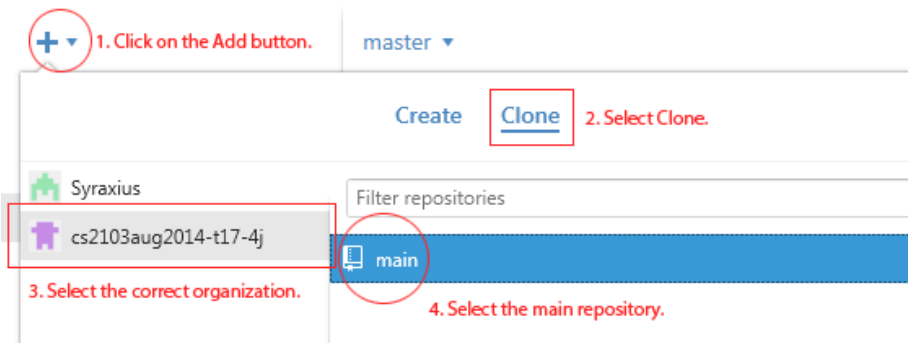 1. Click on the Add button.
master
Create Clone 2. Select Clone.
Syraxius
Filter repositories
cs2103aug2014-t17-4j
main
3. Select the correct organization.
4. Select the main repository.